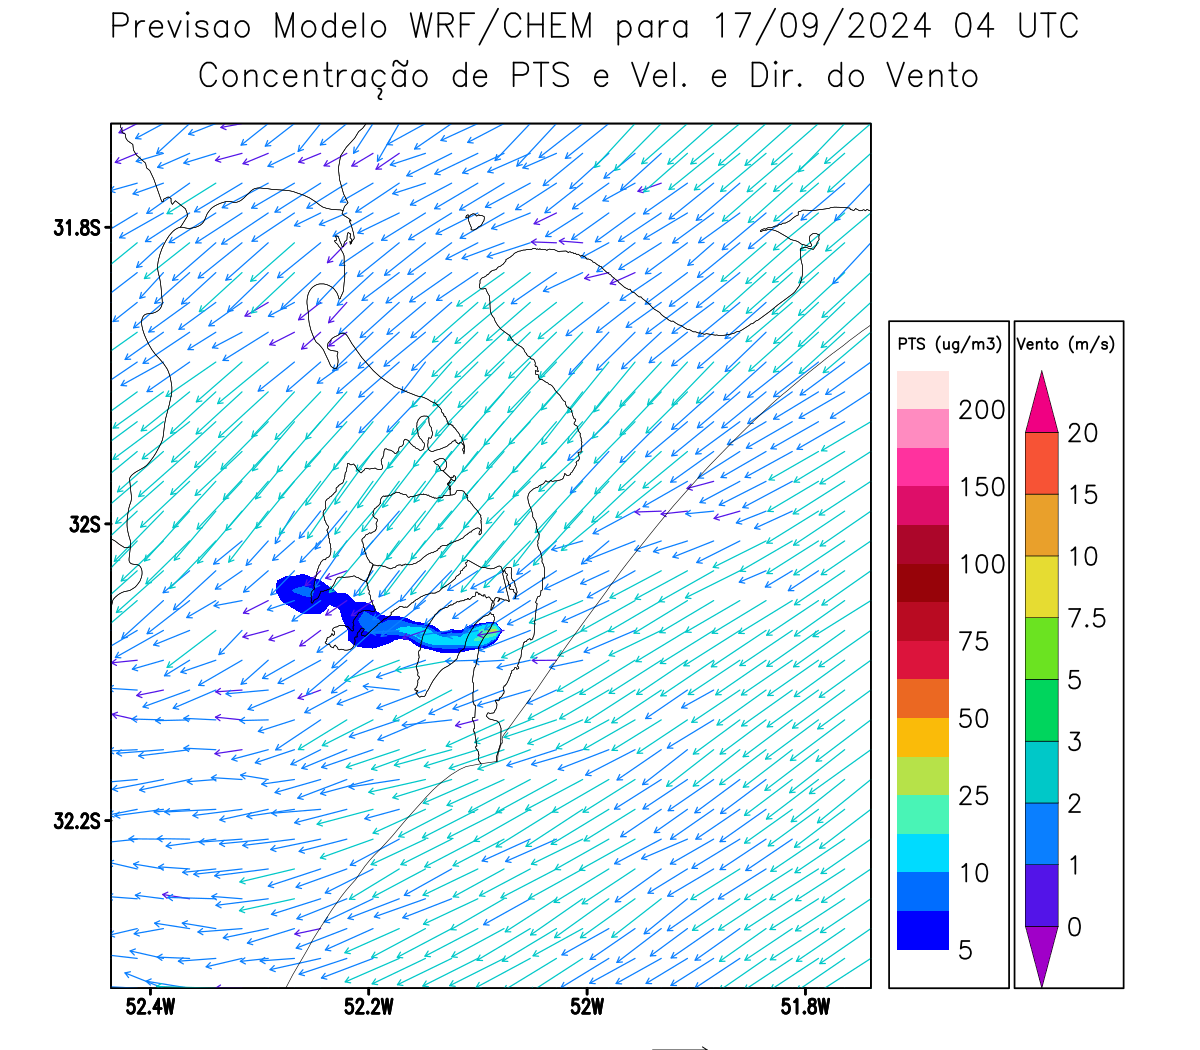 Previsao Modelo WRF/CHEM para 17/09/2024 04 UTC
Concentração de PTS e Vel. e Dir. do Vento
31.8S
32S
32.2S
52.4W 52.2W 52W 51.8W
PTS (ug/m3)
200
150
100
75
50
25
10
5
Vento (m/s)
20
15
10
7.5
5
3
2
1
0